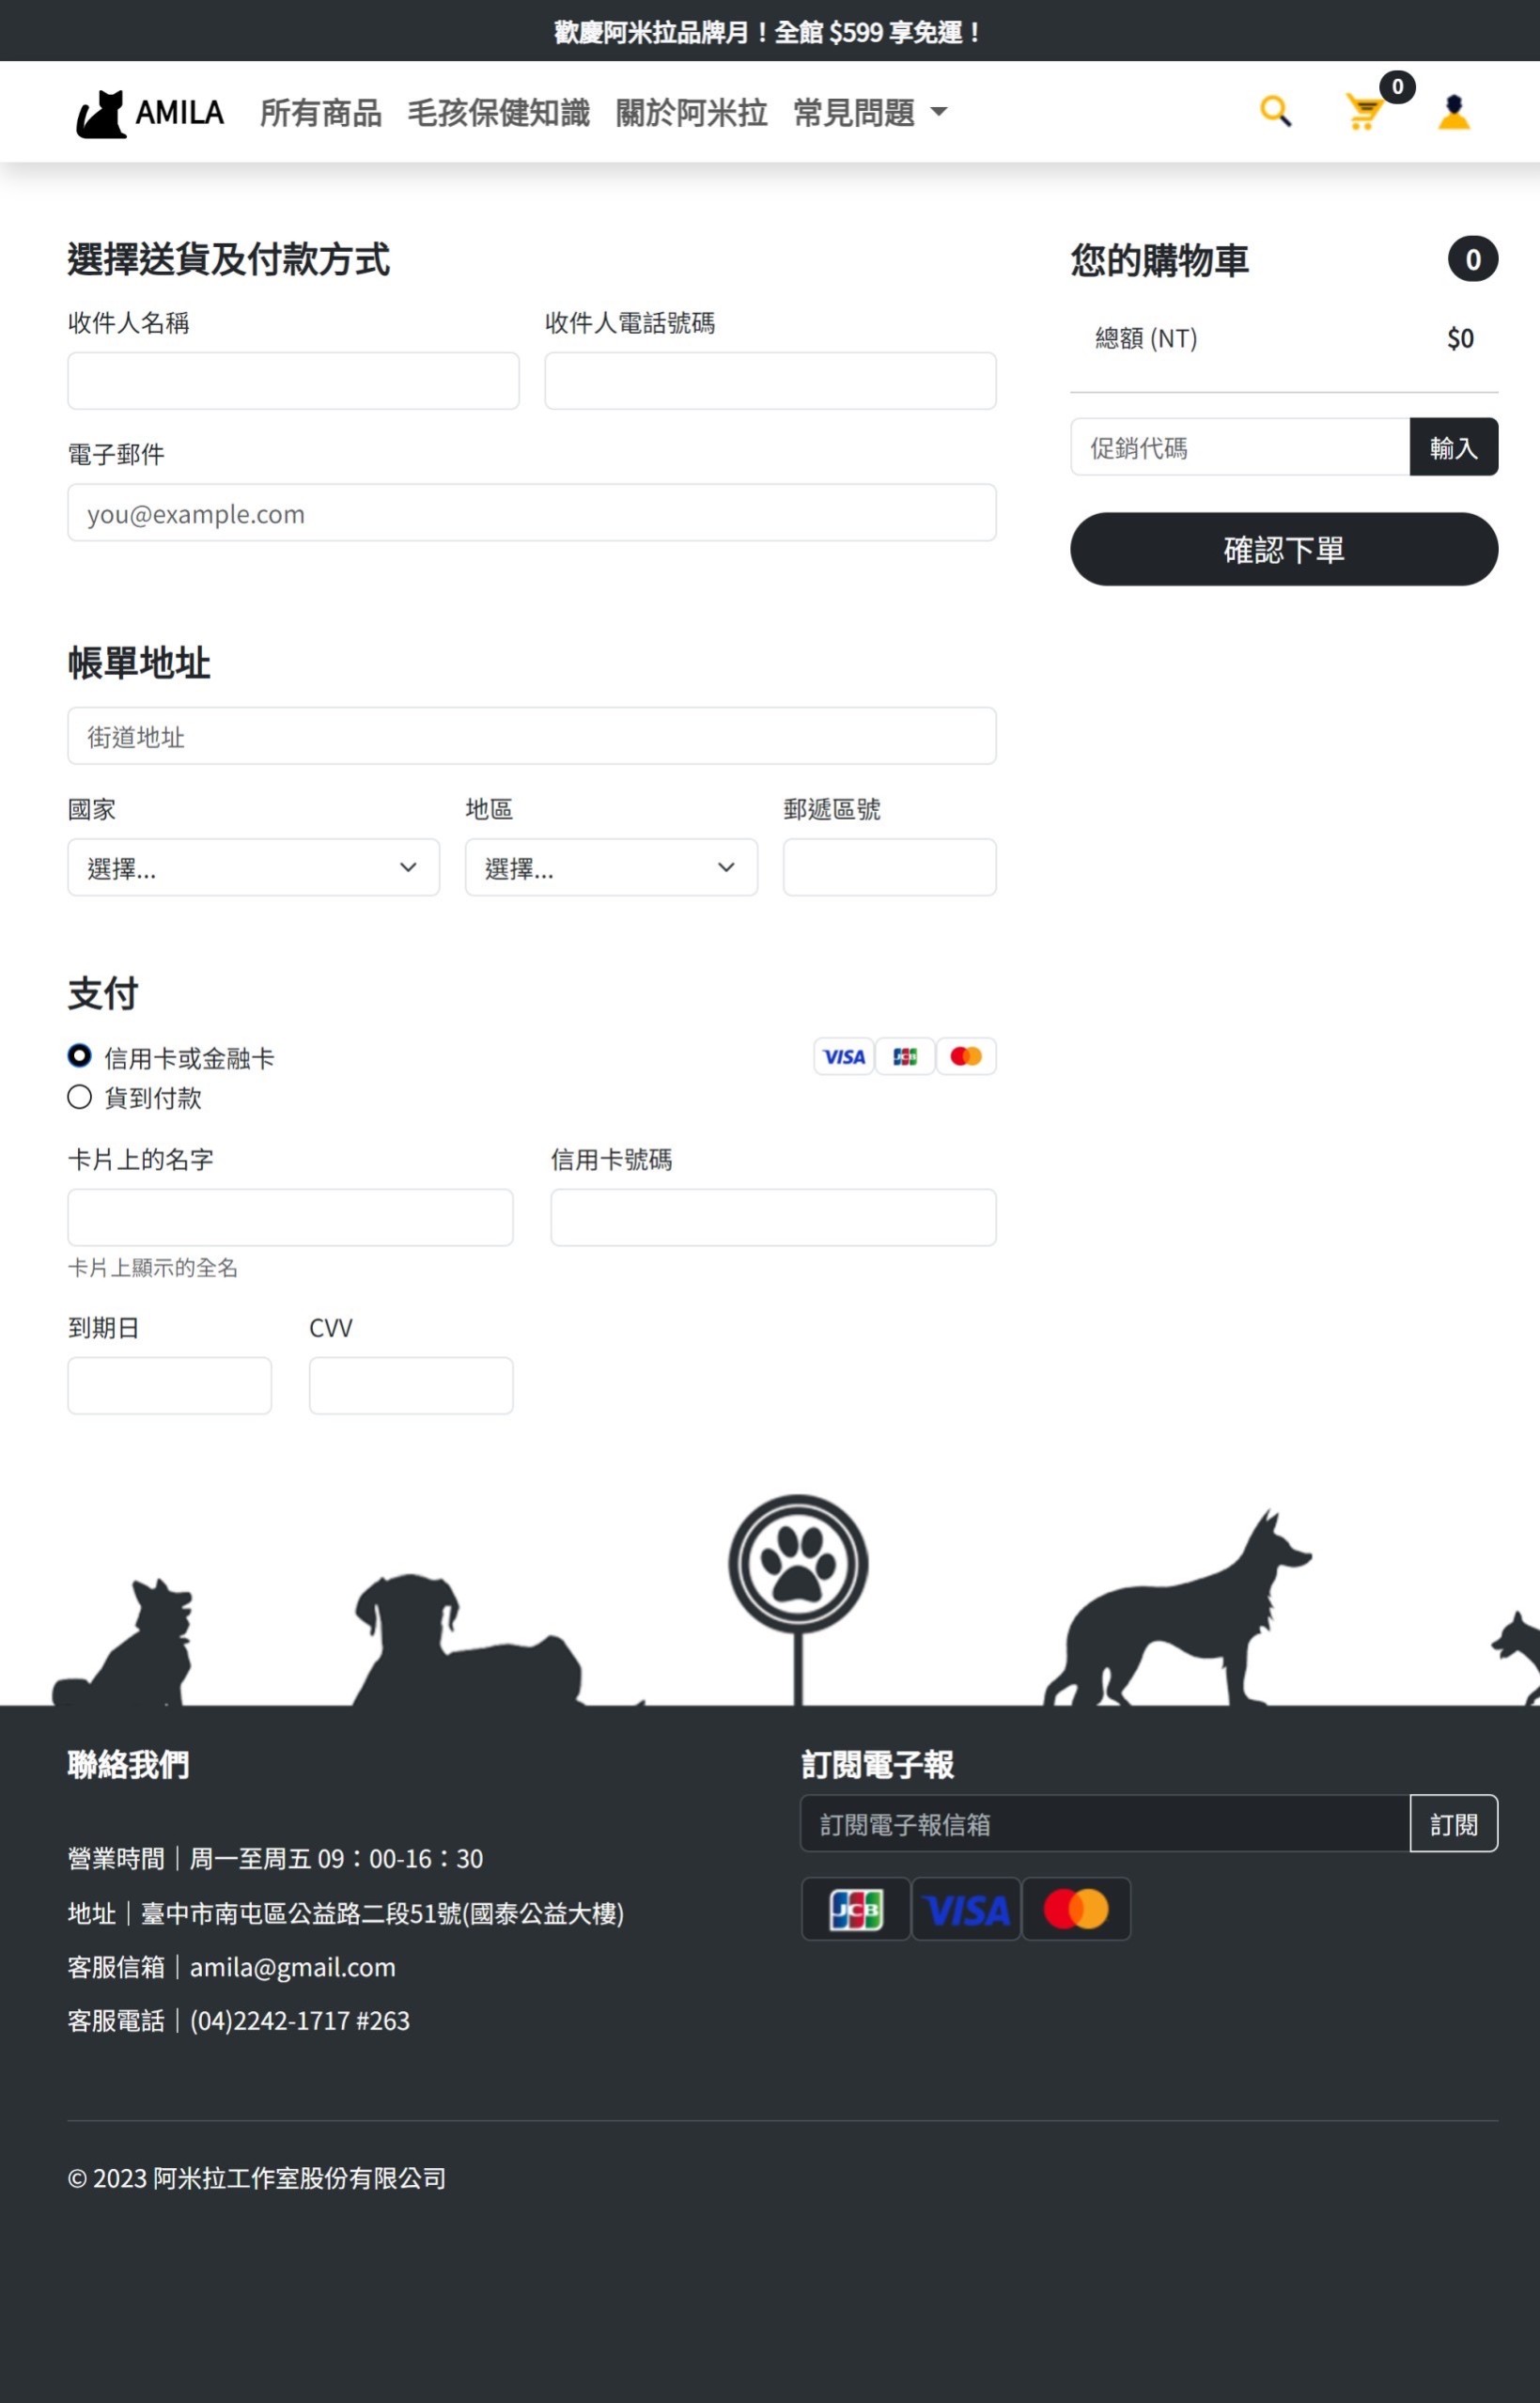 歡慶阿米拉品牌月！全館 $599 享免運！
AMILA 所有商品 毛孩保健知識 關於阿米拉 常見問題 0
選擇送貨及付款方式
收件人名稱 收件人電話號碼
電子郵件
you@example.com
您的購物車 0
總額 (NT) $0
促銷代碼 輸入
確認下單
帳單地址
街道地址
國家 地區 郵遞區號
選擇... 選擇...
支付
信用卡或金融卡 VISA JCB
貨到付款
卡片上的名字 信用卡號碼
卡片上顯示的全名
到期日 CVV
聯絡我們
營業時間｜周一至周五 09：00-16：30
地址｜臺中市南屯區公益路二段51號(國泰公益大樓)
客服信箱｜amila@gmail.com
客服電話｜(04)2242-1717 #263
訂閱電子報
訂閱電子報信箱 訂閱
JCB VISA
© 2023 阿米拉工作室股份有限公司